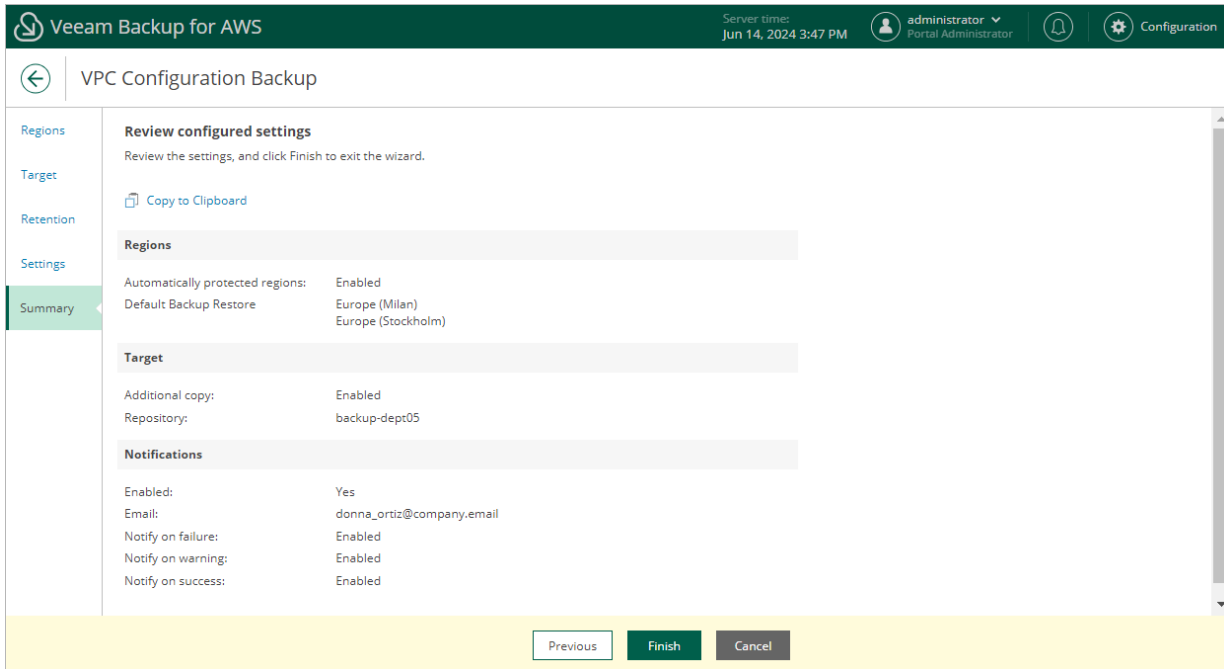 Veeam Backup for AWS
Server time:
Jun 14, 2024 3:47 PM
administrator
Portal Administrator
Configuration
VPC Configuration Backup
Regions
Target
Retention
Settings
Summary
Review configured settings
Review the settings, and click Finish to exit the wizard.
Copy to Clipboard
Regions
Automatically protected regions: Enabled
Default Backup Restore Europe (Milan)
Europe (Stockholm)
Target
Additional copy: Enabled
Repository: backup-dept05
Notifications
Enabled: Yes
Email: donna_ortiz@company.email
Notify on failure: Enabled
Notify on warning: Enabled
Notify on success: Enabled
Previous Finish Cancel